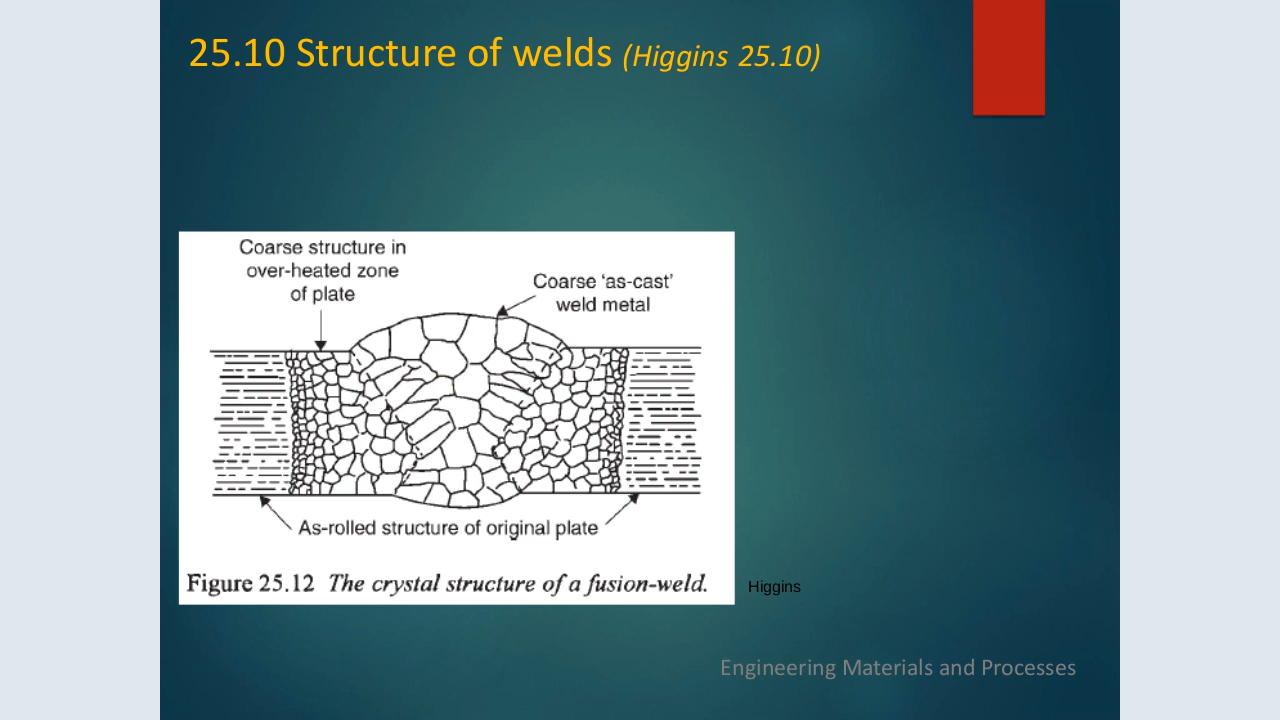 25.10 Structure of welds (Higgins 25.10)
Coarse structure in
over-heated zone
of plate
Coarse ‘as-cast’
weld metal
As-rolled structure of original plate
Figure 25.12 The crystal structure of a fusion-weld.
Higgins
Engineering Materials and Processes